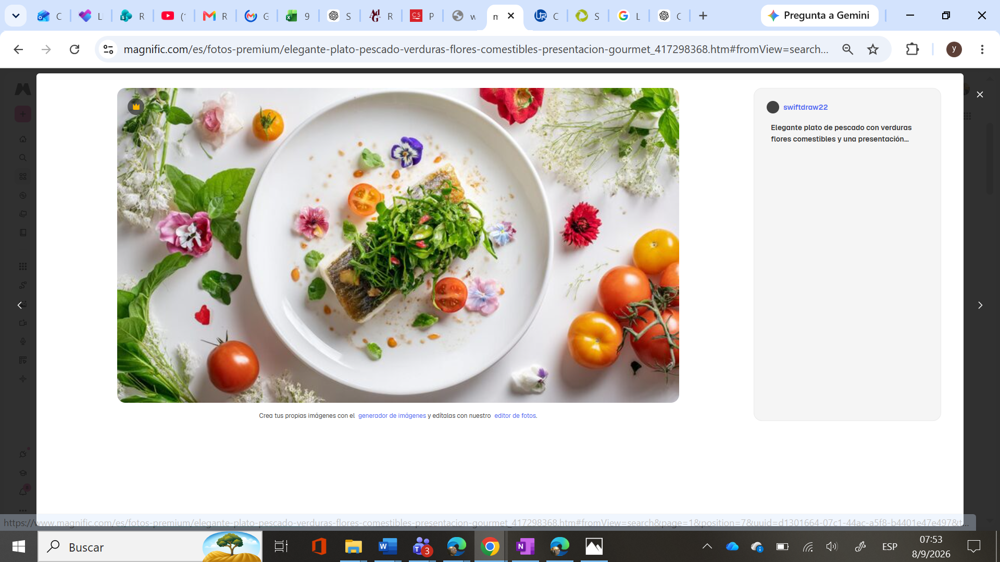 C
L
R
(
R
G
9
S
R
P
w
n
C
S
L
C
Pregunta a Gemini
magnific.com/es/fotos-premium/elegante-plato-pescado-verduras-flores-comestibles-presentacion-gourmet_417298368.htm#fromView=search...
y
swiftdraw22
Elegante plato de pescado con verduras
flores comestibles y una presentación...
Crea tus propias imágenes con el generador de imágenes y edítalas con nuestro editor de fotos.
https://www.magnific.com/es/fotos-premium/elegante-plato-pescado-verduras-flores-comestibles-presentacion-gourmet_417298368.htm#fromView=search&page=1&position=7&uuid=d1301664-07c1-44ac-a5f8-b4401e47e497&t...
Buscar
3
ESP
07:53
8/9/2026